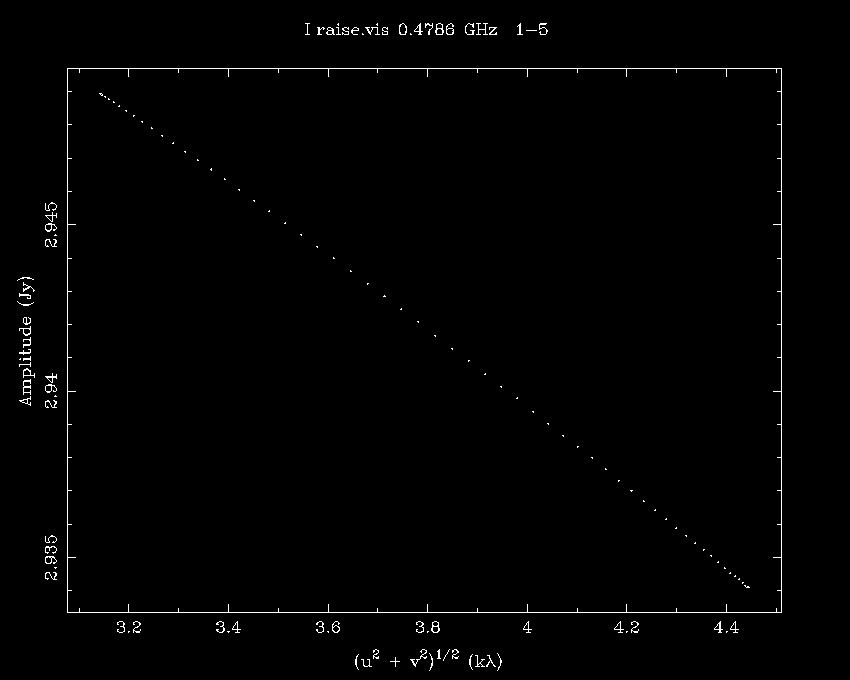 I raise.vis 0.4786 GHz 1−5
2.945
2.94
2.935
Amplitude (Jy)
3.2 3.4 3.6 3.8 4 4.2 4.4
(u² + v²)^1/2 (kλ)